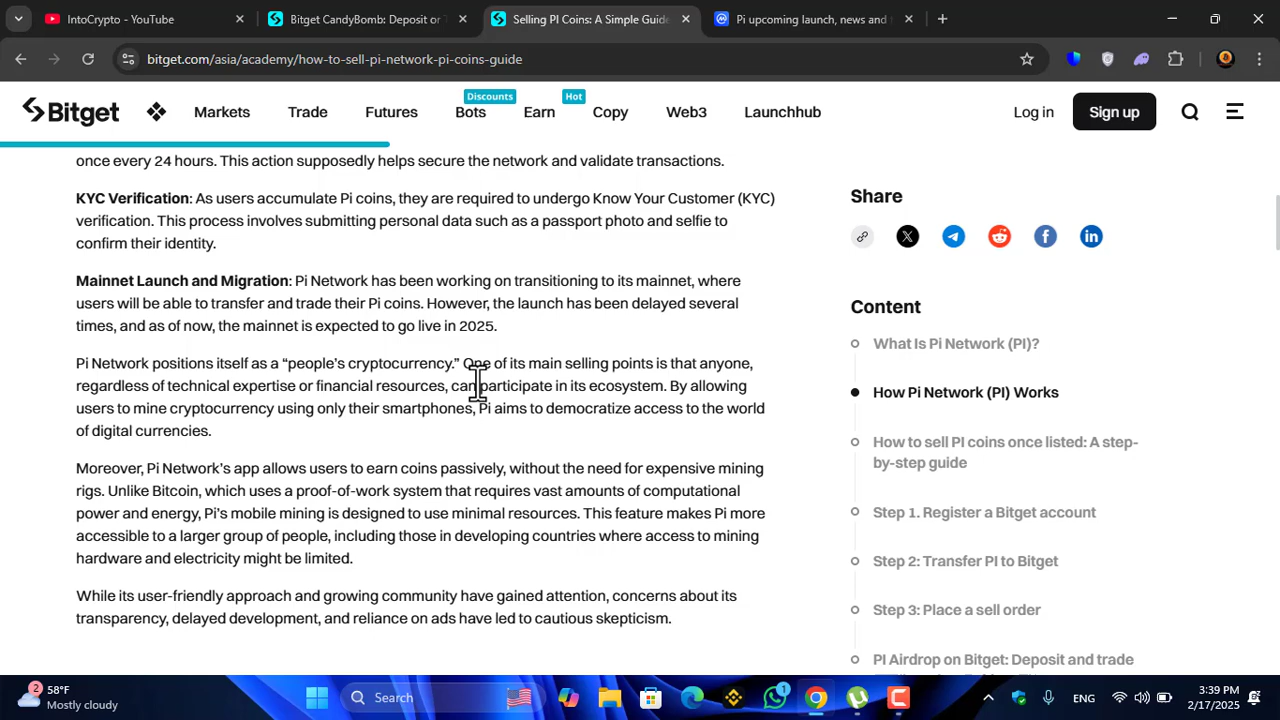 IntoCrypto - YouTube
Bitget CandyBomb: Deposit or T
Selling PI Coins: A Simple Guide
Pi upcoming launch, news and
bitget.com/asia/academy/how-to-sell-pi-network-pi-coins-guide
Discounts
Hot
Bitget
Markets
Trade
Futures
Bots
Earn
Copy
Web3
Launchhub
Log in
Sign up
once every 24 hours. This action supposedly helps secure the network and validate transactions.
KYC Verification: As users accumulate Pi coins, they are required to undergo Know Your Customer (KYC)
verification. This process involves submitting personal data such as a passport photo and selfie to
confirm their identity.
Mainnet Launch and Migration: Pi Network has been working on transitioning to its mainnet, where
users will be able to transfer and trade their Pi coins. However, the launch has been delayed several
times, and as of now, the mainnet is expected to go live in 2025.
Pi Network positions itself as a “people’s cryptocurrency.” One of its main selling points is that anyone,
regardless of technical expertise or financial resources, can participate in its ecosystem. By allowing
users to mine cryptocurrency using only their smartphones, Pi aims to democratize access to the world
of digital currencies.
Moreover, Pi Network’s app allows users to earn coins passively, without the need for expensive mining
rigs. Unlike Bitcoin, which uses a proof-of-work system that requires vast amounts of computational
power and energy, Pi’s mobile mining is designed to use minimal resources. This feature makes Pi more
accessible to a larger group of people, including those in developing countries where access to mining
hardware and electricity might be limited.
While its user-friendly approach and growing community have gained attention, concerns about its
transparency, delayed development, and reliance on ads have led to cautious skepticism.
Share
Content
What Is Pi Network (PI)?
How Pi Network (PI) Works
How to sell PI coins once listed: A step-
by-step guide
Step 1. Register a Bitget account
Step 2: Transfer PI to Bitget
Step 3: Place a sell order
PI Airdrop on Bitget: Deposit and trade
2
58°F
Mostly cloudy
Search
1
ENG
3:39 PM
2/17/2025